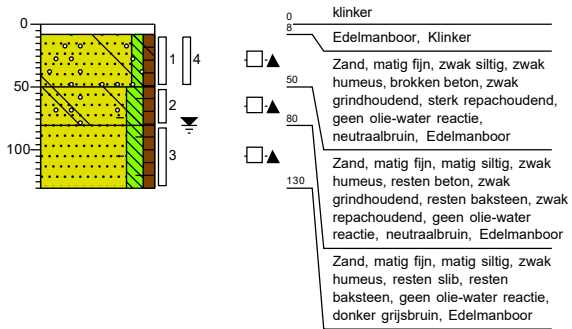 0
50
100
1
4
2
3
0
klinker
8
Edelmanboor, Klinker
Zand, matig fijn, zwak siltig, zwak
humeus, brokken beton, zwak
grindhoudend, sterk repachoudend,
geen olie-water reactie,
neutraalbruin, Edelmanboor
50
Zand, matig fijn, matig siltig, zwak
humeus, resten beton, zwak
grindhoudend, resten baksteen, zwak
repachoudend, geen olie-water
reactie, neutraalbruin, Edelmanboor
80
Zand, matig fijn, matig siltig, zwak
humeus, resten slib, resten
baksteen, geen olie-water reactie,
donker grijsbruin, Edelmanboor
130